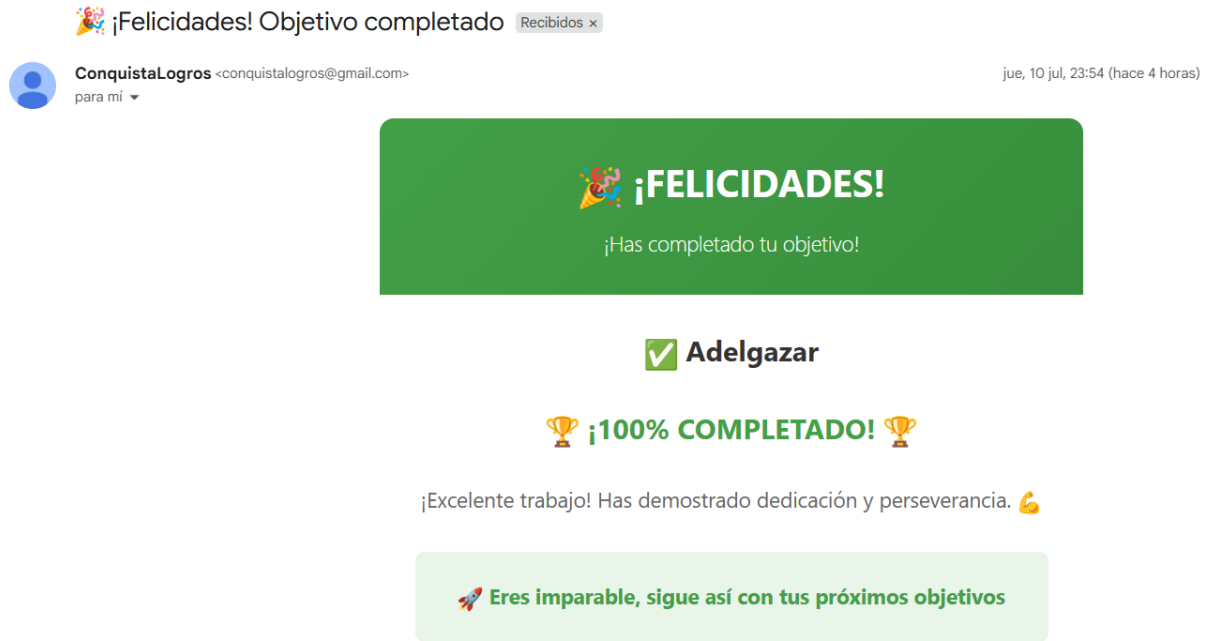 🎉 ¡Felicidades! Objetivo completado Recibidos ×
ConquistaLogros <conquistalogros@gmail.com> jue, 10 jul, 23:54 (hace 4 horas)
para mí
🎉 ¡FELICIDADES!
¡Has completado tu objetivo!
✅ Adelgazar
🏆 ¡100% COMPLETADO! 🏆
¡Excelente trabajo! Has demostrado dedicación y perseverancia. 💪
🚀 Eres imparable, sigue así con tus próximos objetivos